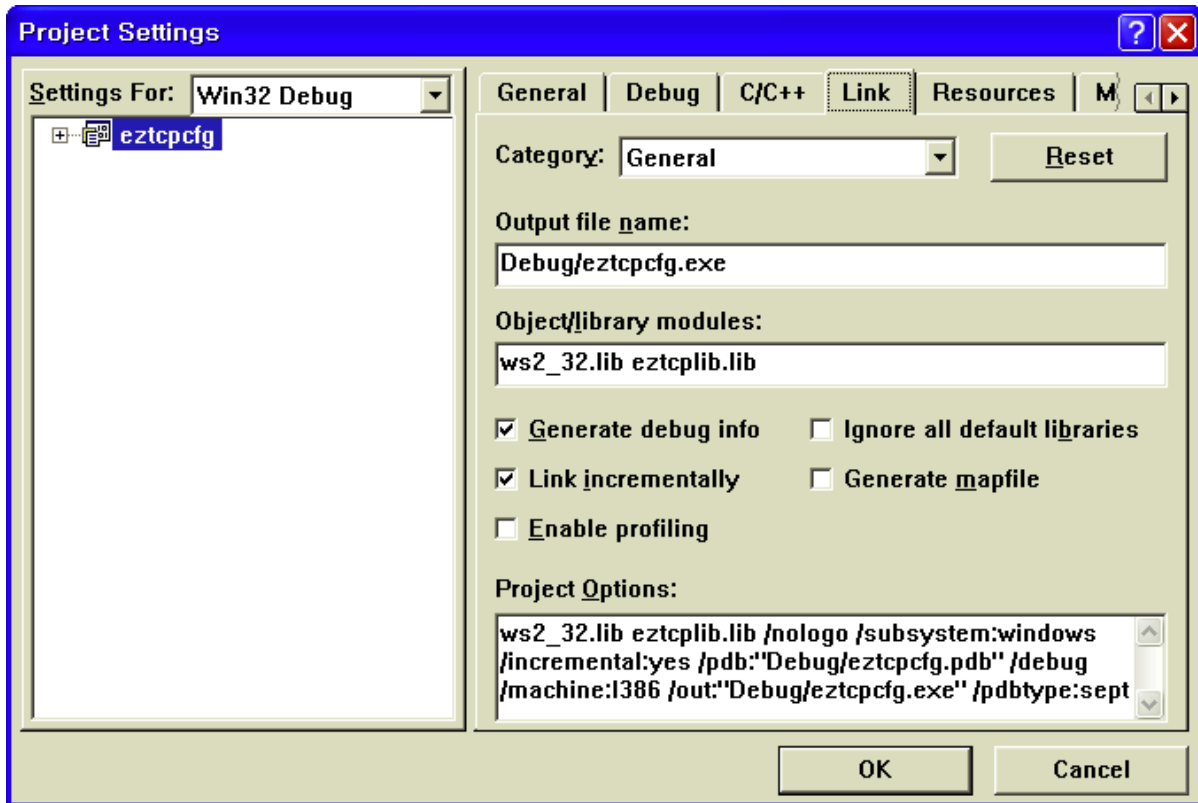 Project Settings
Settings For: Win32 Debug
eztcpcfg
General Debug C/C++ Link Resources M
Category: General Reset
Output file name:
Debug/eztcpcfg.exe
Object/library modules:
ws2_32.lib eztcplib.lib
Generate debug info Ignore all default libraries
Link incrementally Generate mapfile
Enable profiling
Project Options:
ws2_32.lib eztcplib.lib /nologo /subsystem:windows
/incremental:yes /pdb:"Debug/eztcpcfg.pdb" /debug
/machine:I386 /out:"Debug/eztcpcfg.exe" /pdbtype:sept
OK Cancel